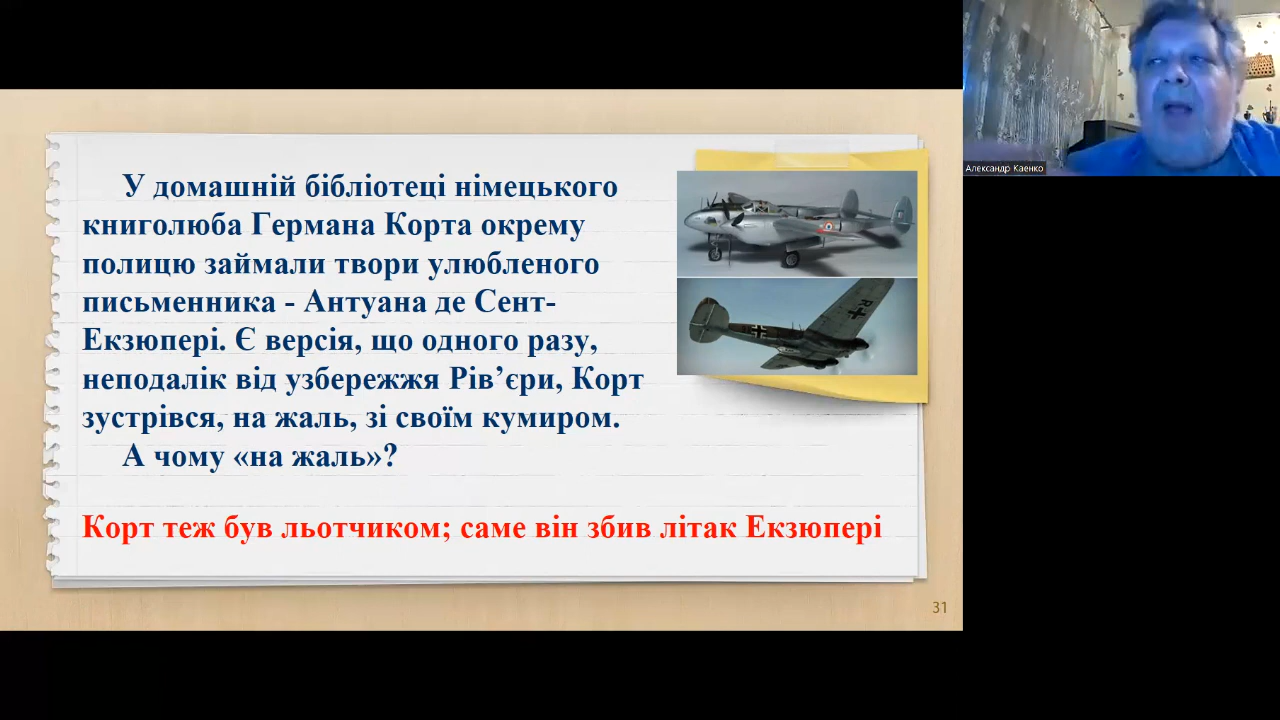 У домашній бібліотеці німецького
книголюба Германа Корта окрему
полицю займали твори улюбленого
письменника - Антуана де Сент-
Екзюпері. Є версія, що одного разу,
неподалік від узбережжя Рів’єри, Корт
зустрівся, на жаль, зі своїм кумиром.
А чому «на жаль»?
Корт теж був льотчиком; саме він збив літак Екзюпері
31
Александр Каенко